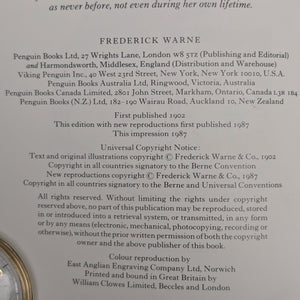 as never before, not even during her own lifetime.
FREDERICK WARNE
Penguin Books Ltd, 27 Wrights Lane, London w8 5TZ (Publishing and Editorial)
and Harmondsworth, Middlesex, England (Distribution and Warehouse)
Viking Penguin Inc., 40 West 23rd Street, New York, New York 10010, U.S.A.
Penguin Books Australia Ltd, Ringwood, Victoria, Australia
Penguin Books Canada Limited, 2801 John Street, Markham, Ontario, Canada L3R 1B4
Penguin Books (N.Z.) Ltd, 182–190 Wairau Road, Auckland 10, New Zealand
First published 1902
This edition with new reproductions first published 1987
This impression 1987
Universal Copyright Notice:
Text and original illustrations copyright © Frederick Warne & Co., 1902
Copyright in all countries signatory to the Berne Convention
New reproductions copyright © Frederick Warne & Co., 1987
Copyright in all countries signatory to the Berne and Universal Conventions
All rights reserved. Without limiting the rights under copyright
reserved above, no part of this publication may be reproduced, stored
in or introduced into a retrieval system, or transmitted, in any form
or by any means (electronic, mechanical, photocopying, recording or
otherwise), without the prior written permission of both the copyright
owner and the above publisher of this book.
Colour reproduction by
East Anglian Engraving Company Ltd, Norwich
Printed and bound in Great Britain by
William Clowes Limited, Beccles and London